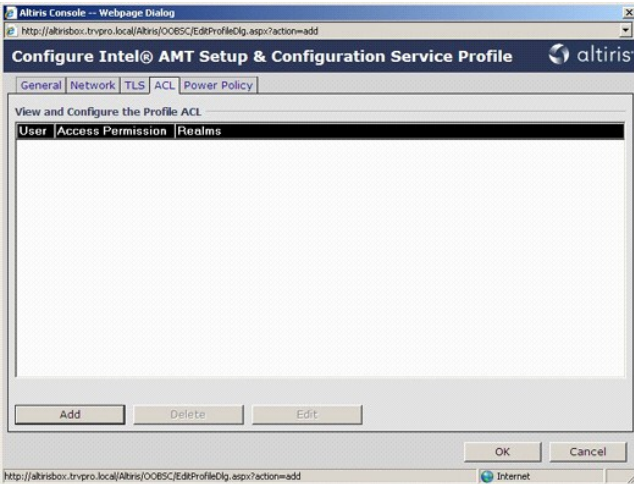 Altiris Console -- Webpage Dialog
http://altirisbox.trvpro.local/Altiris/OOBSC/EditProfileDlg.aspx?action=add
Configure Intel® AMT Setup & Configuration Service Profile altiris
General Network TLS ACL Power Policy
View and Configure the Profile ACL
User Access Permission Realms
Add Delete Edit
OK Cancel
http://altirisbox.trvpro.local/Altiris/OOBSC/EditProfileDlg.aspx?action=add Internet